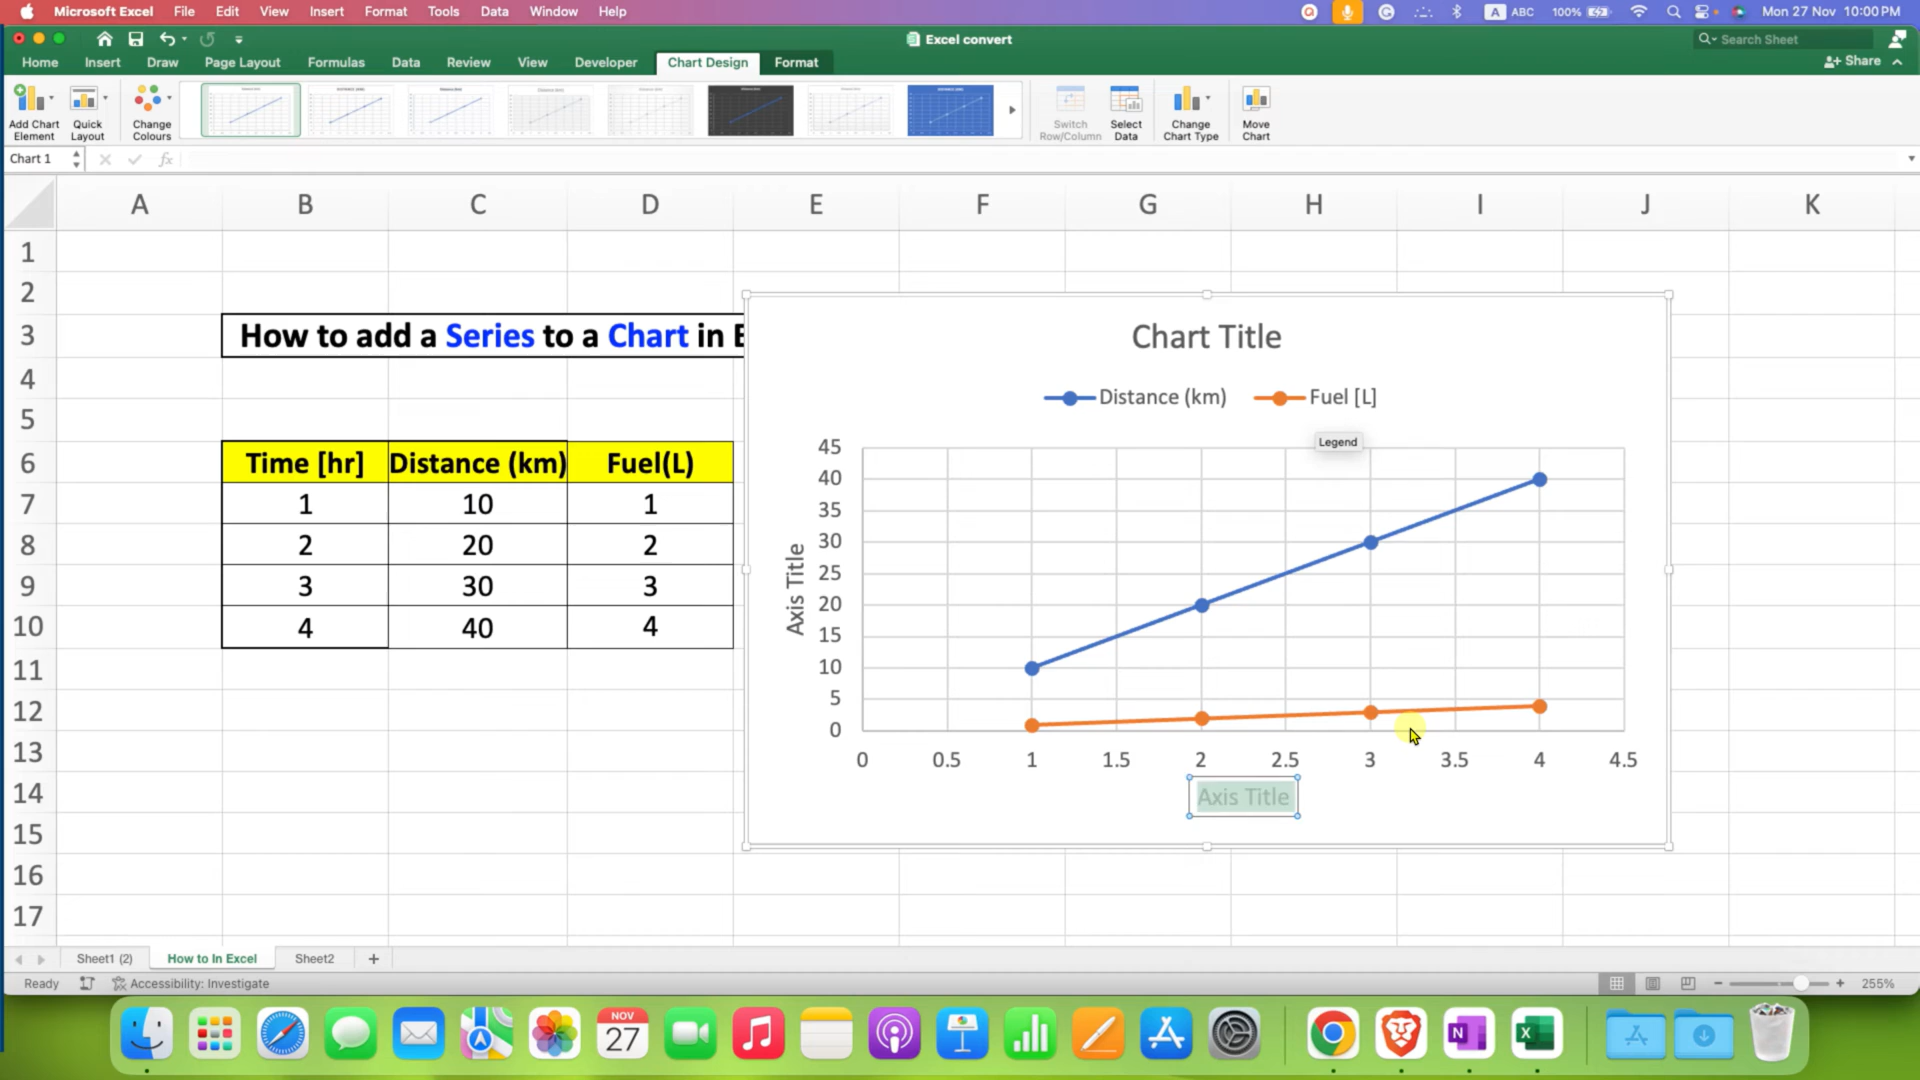 Microsoft Excel File Edit View Insert Format Tools Data Window Help A ABC 100% Mon 27 Nov 10:00 PM
Excel convert
Search Sheet
Home Insert Draw Page Layout Formulas Data Review View Developer Chart Design Format Share
Add Chart Element
Quick Layout
Change Colours
Switch Row/Column
Select Data
Change Chart Type
Move Chart
Chart 1 fx
A B C D E F G H I J K
1
2
3 How to add a Series to a Chart in E
4
5
6 Time [hr] Distance (km) Fuel(L)
7 1 10 1
8 2 20 2
9 3 30 3
10 4 40 4
11
12
13
14
15
16
17
Chart Title
Distance (km) Fuel [L]
Legend
45
40
35
30
25
20
15
10
5
0
Axis Title
0 0.5 1 1.5 2 2.5 3 3.5 4 4.5
Axis Title
Sheet1 (2) How to In Excel Sheet2 +
Ready Accessibility: Investigate 255%
NOV
27